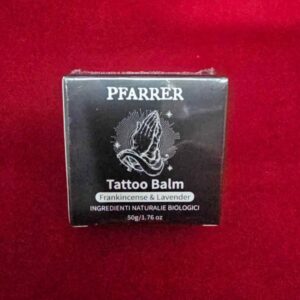 PFARRER
Tattoo Balm
Frankincense & Lavender
INGREDIENTI NATURALIE BIOLOGICI
50g/1.76 oz